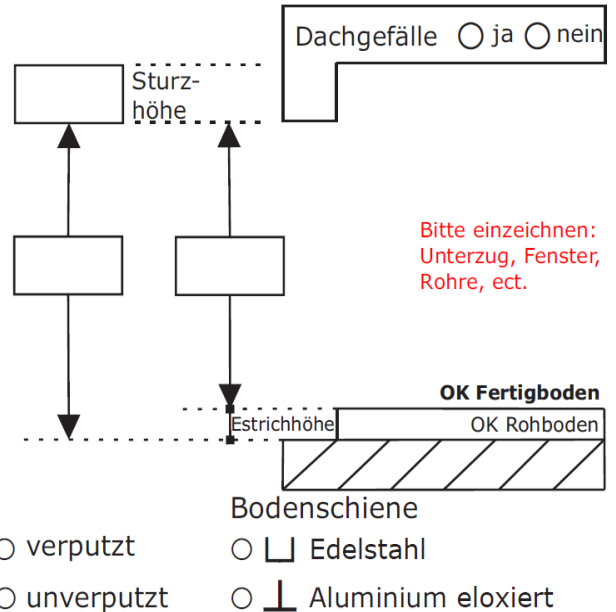 Dachgefälle ja nein
Sturz-
höhe
Bitte einzeichnen:
Unterzug, Fenster,
Rohre, ect.
OK Fertigboden
Estrichhöhe
OK Rohboden
Bodenschiene
verputzt
Edelstahl
unverputzt
Aluminium eloxiert